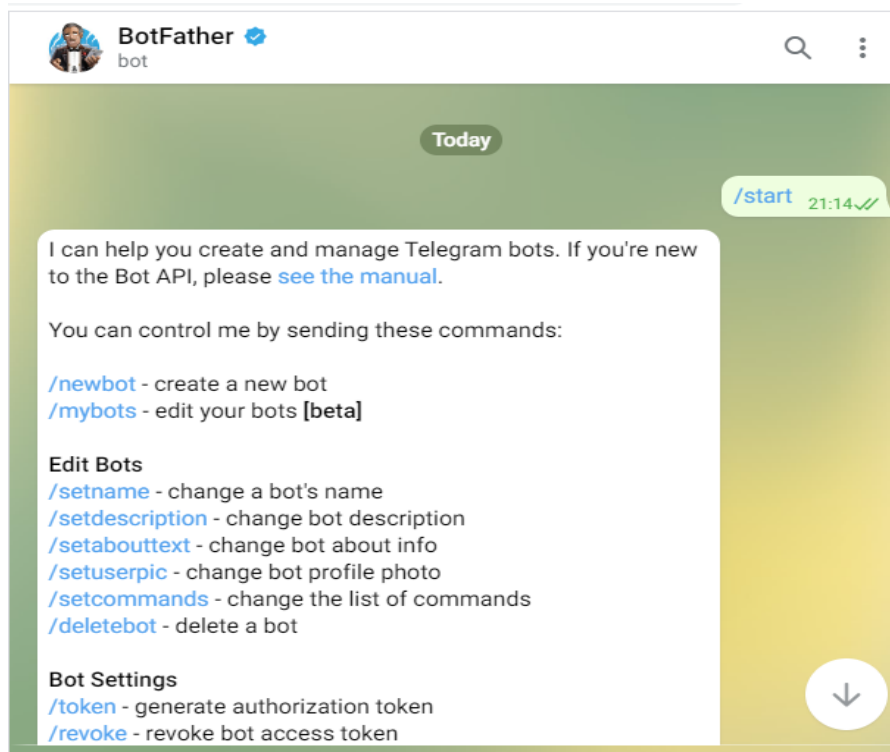 BotFather
bot
Today
/start 21:14
I can help you create and manage Telegram bots. If you're new
to the Bot API, please see the manual.
You can control me by sending these commands:
/newbot - create a new bot
/mybots - edit your bots [beta]
Edit Bots
/setname - change a bot's name
/setdescription - change bot description
/setabouttext - change bot about info
/setuserpic - change bot profile photo
/setcommands - change the list of commands
/deletebot - delete a bot
Bot Settings
/token - generate authorization token
/revoke - revoke bot access token